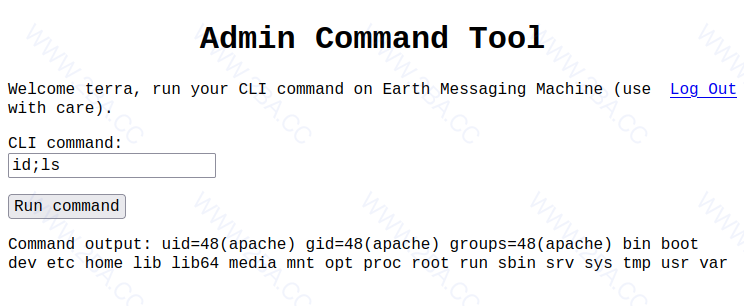 Admin Command Tool
Welcome terra, run your CLI command on Earth Messaging Machine (use Log Out
with care).
CLI command:
id;ls
Run command
Command output: uid=48(apache) gid=48(apache) groups=48(apache) bin boot
dev etc home lib lib64 media mnt opt proc root run sbin srv sys tmp usr var